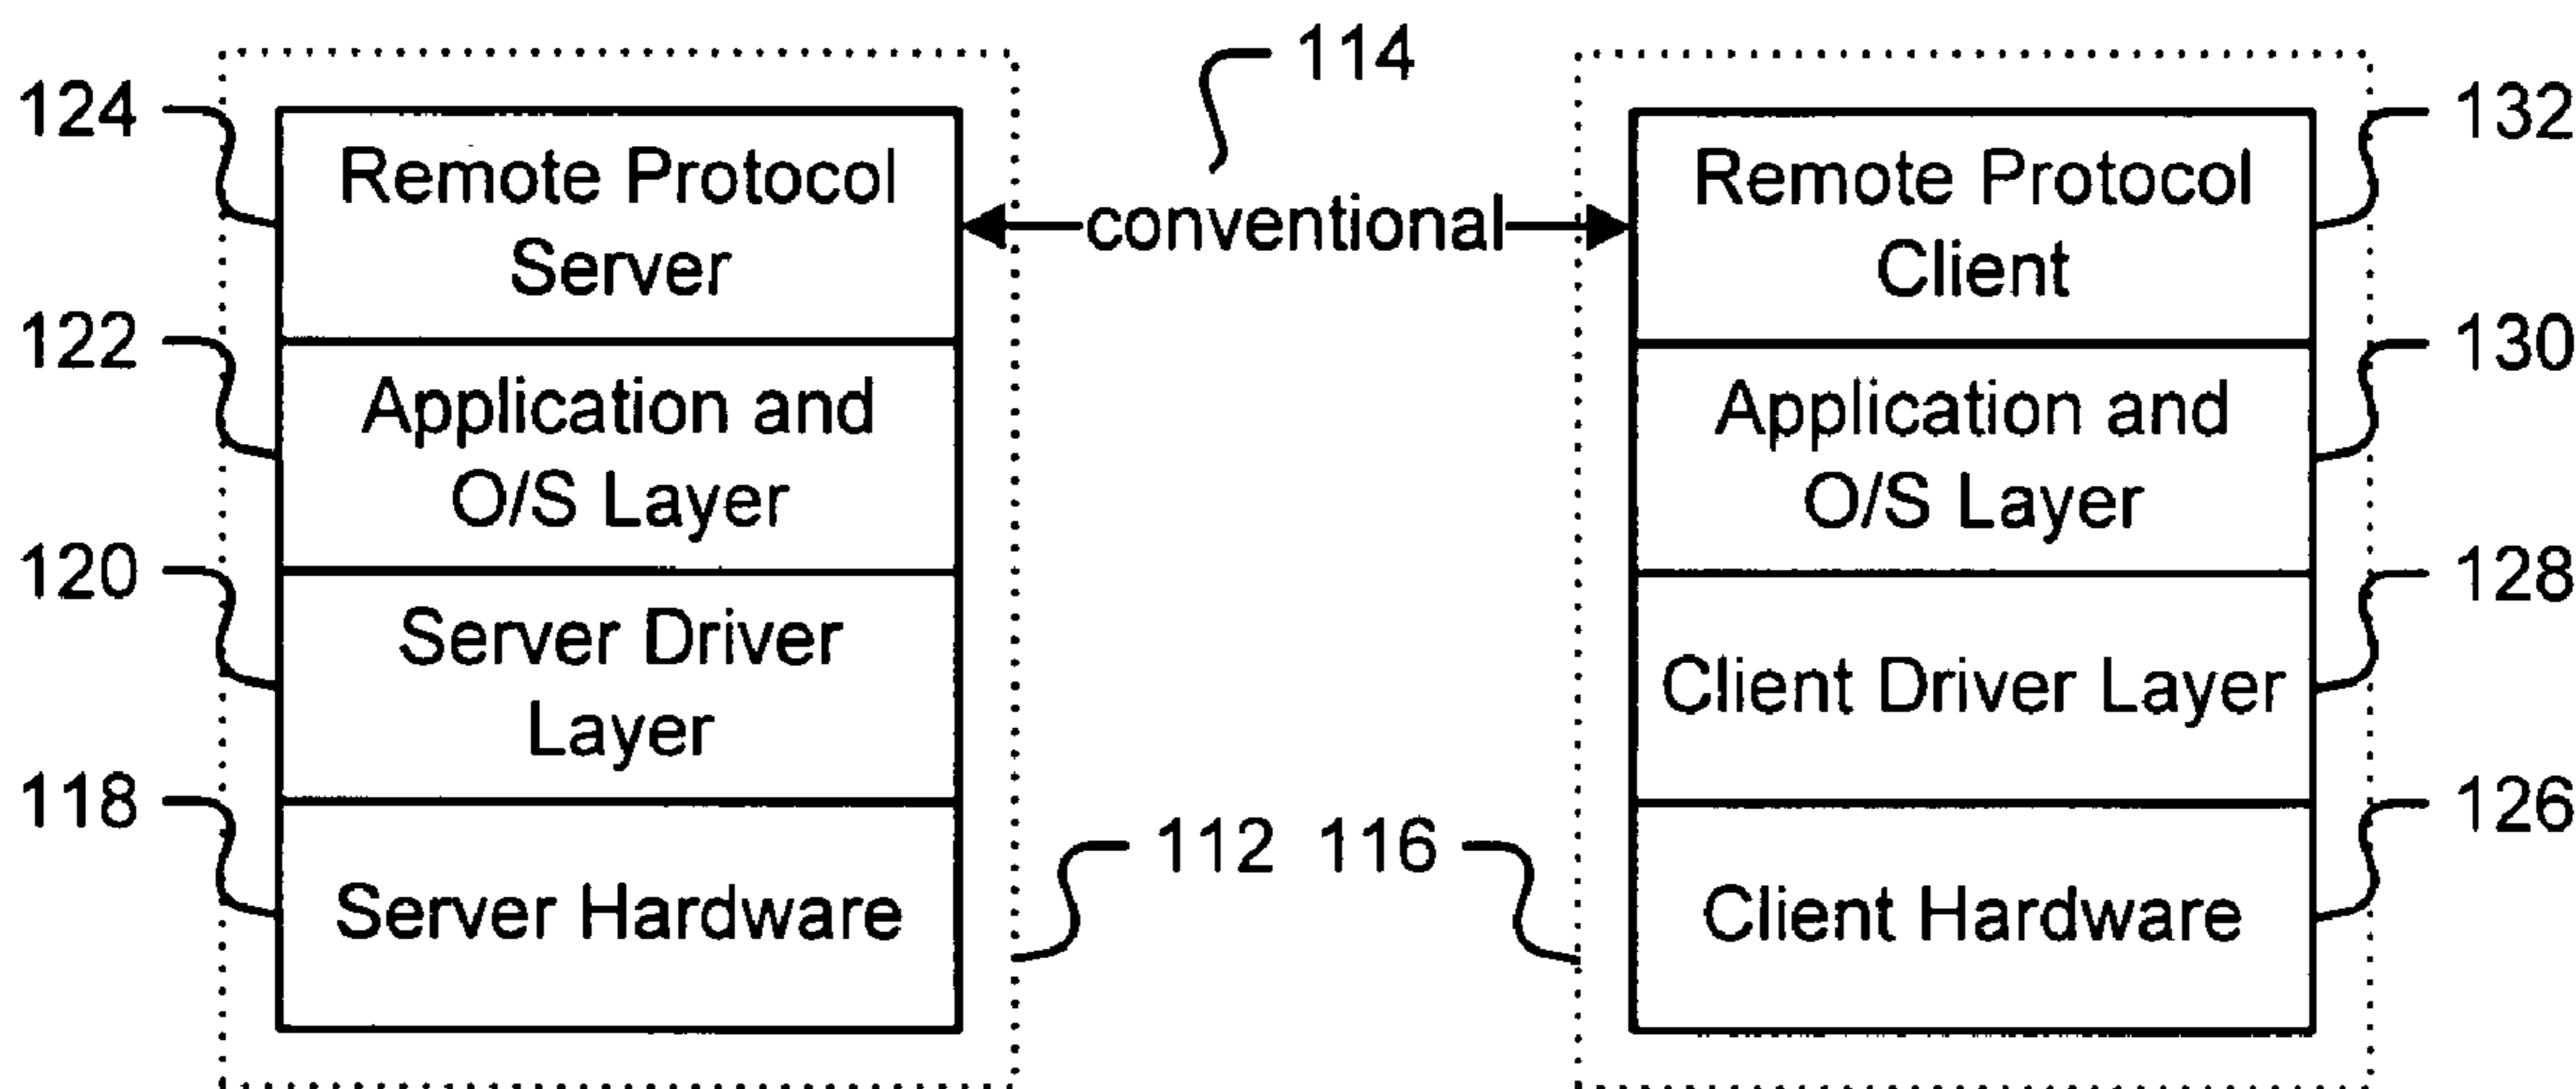 114
124
Remote Protocol
Server
conventional
Remote Protocol
Client
132
122
Application and
O/S Layer
Application and
O/S Layer
130
120
Server Driver
Layer
Client Driver Layer
128
118
Server Hardware
112
116
Client Hardware
126